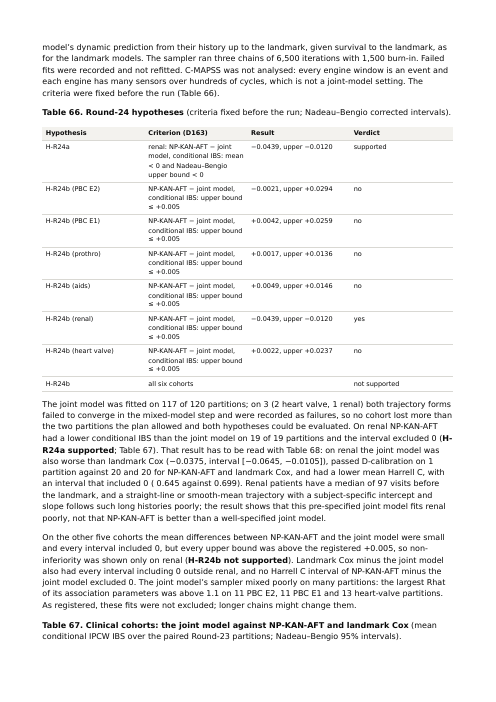 model's dynamic prediction from their history up to the landmark, given survival to the landmark, as
for the landmark models. The sampler ran three chains of 6,500 iterations with 1,500 burn-in. Failed
fits were recorded and not refitted. C-MAPSS was not analysed: every engine window is an event and
each engine has many sensors over hundreds of cycles, which is not a joint-model setting. The
criteria were fixed before the run (Table 66).
Table 66. Round-24 hypotheses (criteria fixed before the run; Nadeau–Bengio corrected intervals).
Hypothesis Criterion (D163) Result Verdict
H-R24a renal: NP-KAN-AFT − joint −0.0439, upper −0.0120 supported
model, conditional IBS: mean
< 0 and Nadeau–Bengio
upper bound < 0
H-R24b (PBC E2) NP-KAN-AFT − joint model, −0.0021, upper +0.0294 no
conditional IBS: upper bound
≤ +0.005
H-R24b (PBC E1) NP-KAN-AFT − joint model, +0.0042, upper +0.0259 no
conditional IBS: upper bound
≤ +0.005
H-R24b (prothro) NP-KAN-AFT − joint model, +0.0017, upper +0.0136 no
conditional IBS: upper bound
≤ +0.005
H-R24b (aids) NP-KAN-AFT − joint model, +0.0049, upper +0.0146 no
conditional IBS: upper bound
≤ +0.005
H-R24b (renal) NP-KAN-AFT − joint model, −0.0439, upper −0.0120 yes
conditional IBS: upper bound
≤ +0.005
H-R24b (heart valve) NP-KAN-AFT − joint model, +0.0022, upper +0.0237 no
conditional IBS: upper bound
≤ +0.005
H-R24b all six cohorts not supported
The joint model was fitted on 117 of 120 partitions; on 3 (2 heart valve, 1 renal) both trajectory forms
failed to converge in the mixed-model step and were recorded as failures, so no cohort lost more than
the two partitions the plan allowed and both hypotheses could be evaluated. On renal NP-KAN-AFT
had a lower conditional IBS than the joint model on 19 of 19 partitions and the interval excluded 0 (H-
R24a supported; Table 67). That result has to be read with Table 68: on renal the joint model was
also worse than landmark Cox (−0.0375, interval [−0.0645, −0.0105]), passed D-calibration on 1
partition against 20 and 20 for NP-KAN-AFT and landmark Cox, and had a lower mean Harrell C, with
an interval that included 0 ( 0.645 against 0.699). Renal patients have a median of 97 visits before
the landmark, and a straight-line or smooth-mean trajectory with a subject-specific intercept and
slope follows such long histories poorly; the result shows that this pre-specified joint model fits renal
poorly, not that NP-KAN-AFT is better than a well-specified joint model.
On the other five cohorts the mean differences between NP-KAN-AFT and the joint model were small
and every interval included 0, but every upper bound was above the registered +0.005, so non-
inferiority was shown only on renal (H-R24b not supported). Landmark Cox minus the joint model
also had every interval including 0 outside renal, and no Harrell C interval of NP-KAN-AFT minus the
joint model excluded 0. The joint model's sampler mixed poorly on many partitions: the largest Rhat
of its association parameters was above 1.1 on 11 PBC E2, 11 PBC E1 and 13 heart-valve partitions.
As registered, these fits were not excluded; longer chains might change them.
Table 67. Clinical cohorts: the joint model against NP-KAN-AFT and landmark Cox (mean
conditional IPCW IBS over the paired Round-23 partitions; Nadeau–Bengio 95% intervals).